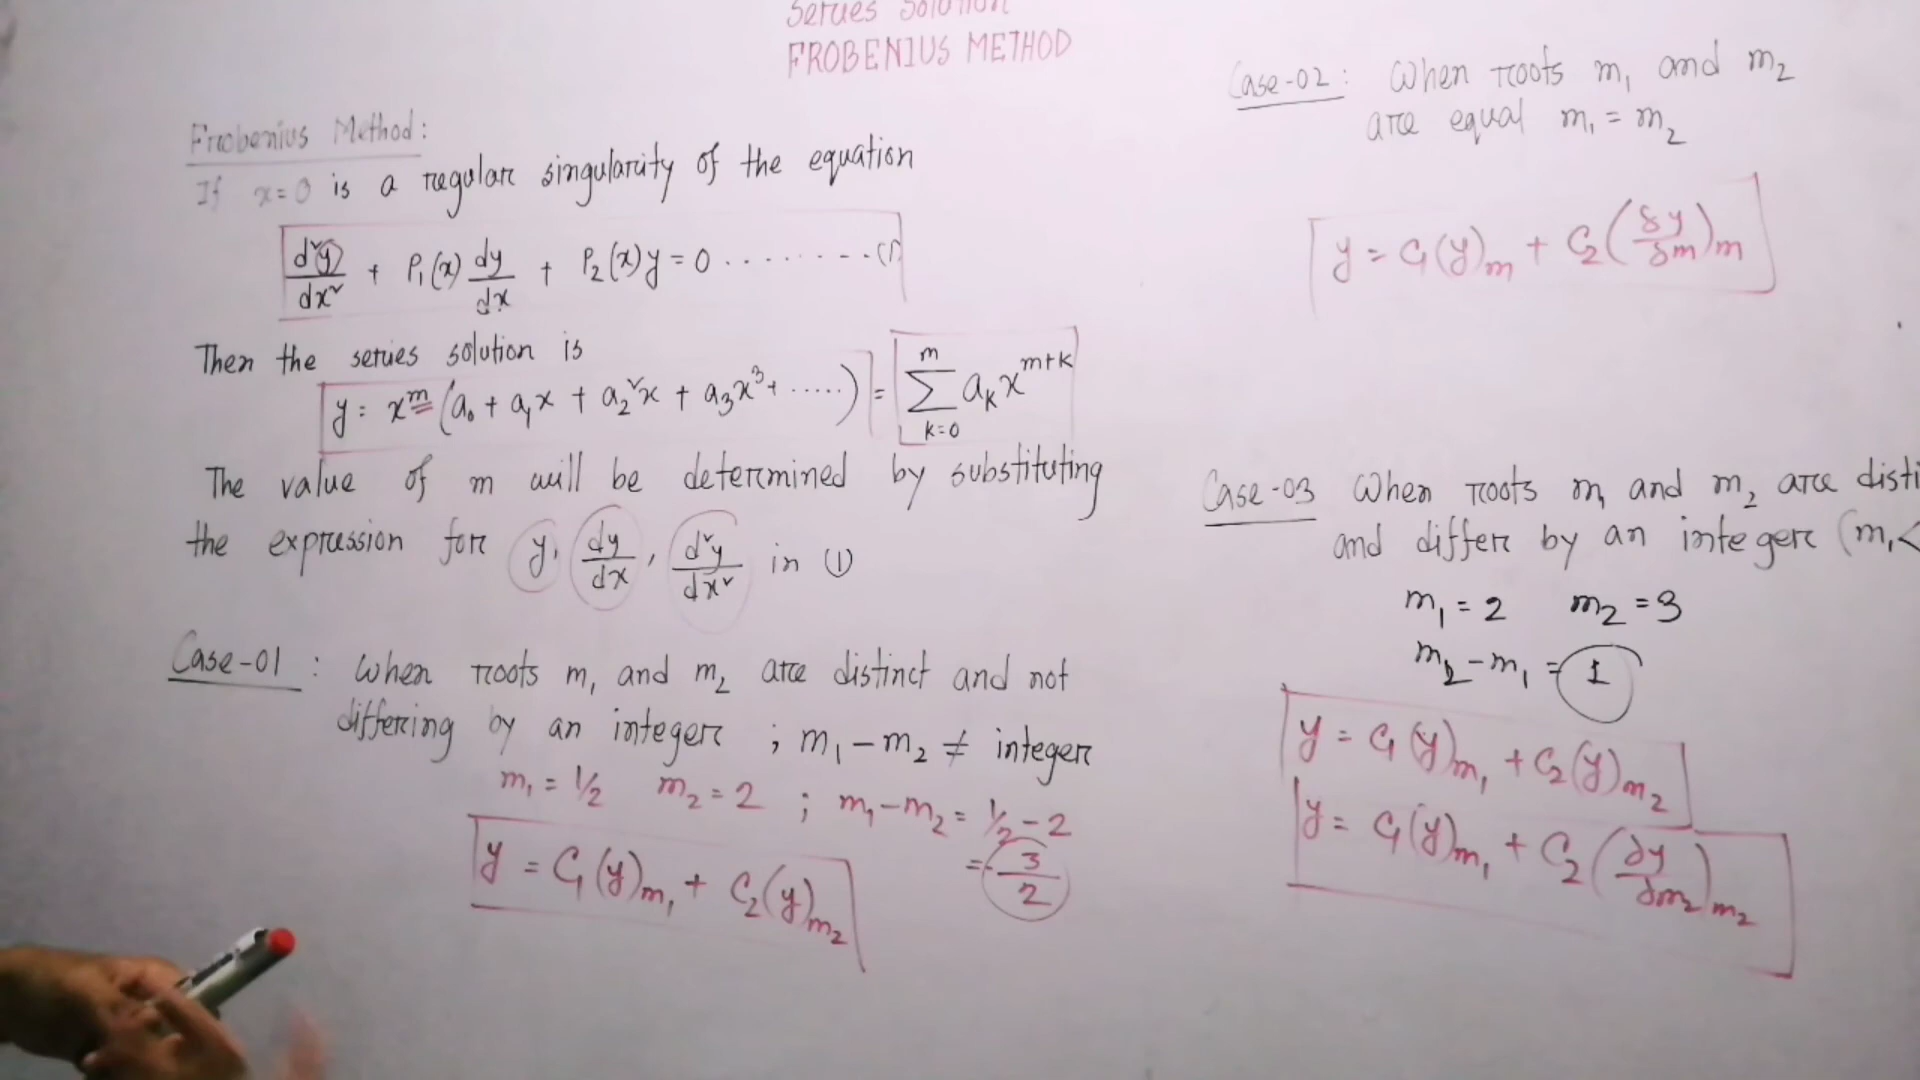 Series Solution
FROBENIUS METHOD
Frobenius Method:
If x=0 is a regular singularity of the equation
d²y/dx² + P₁(x) dy/dx + P₂(x)y = 0 ........(1)
Then the series solution is
y = x^m (a₀ + a₁x + a₂²x + a₃x³ + .....) = Σ_{k=0}^{m} a_k x^{m+k}
The value of m will be determined by substituting
the expression for y, dy/dx, d²y/dx² in ①
Case-01 : When roots m₁ and m₂ are distinct and not
differing by an integer ; m₁ - m₂ ≠ integer
m₁ = 1/2 m₂ = 2 ; m₁-m₂ = 1/2 - 2
= -3/2
y = C₁(y)_{m₁} + C₂(y)_{m₂}
Case-02 : When roots m₁ and m₂
are equal m₁ = m₂
y = C₁(y)_m + C₂(δy/δm)_m
Case-03 When roots m₁ and m₂ are disti
and differ by an integer (m₁<
m₁ = 2 m₂ = 3
m₂ - m₁ = 1
y = C₁(y)_{m₁} + C₂(y)_{m₂}
y = C₁(y)_{m₁} + C₂(∂y/∂m₂)_{m₂}